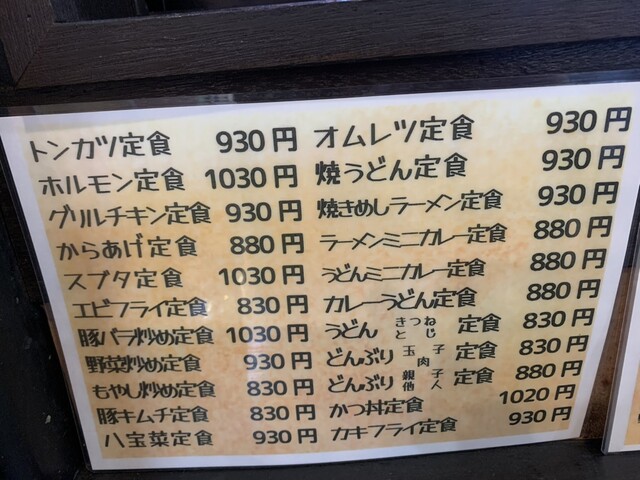 トンカツ定食 930円
ホルモン定食 1030円
グリルチキン定食 930円
からあげ定食 880円
スブタ定食 1030円
エビフライ定食 830円
豚バラ炒め定食 1030円
野菜炒め定食 930円
もやし炒め定食 830円
豚キムチ定食 830円
八宝菜定食 930円
オムレツ定食 930円
焼うどん定食 930円
焼きめしラーメン定食 930円
ラーメンミニカレー定食 880円
うどんミニカレー定食 880円
カレーうどん定食 880円
うどん きつね とじ 定食 830円
どんぶり 玉子 肉 定食 830円
どんぶり 親子 他人 定食 880円
かつ丼定食 1020円
カキフライ定食 930円